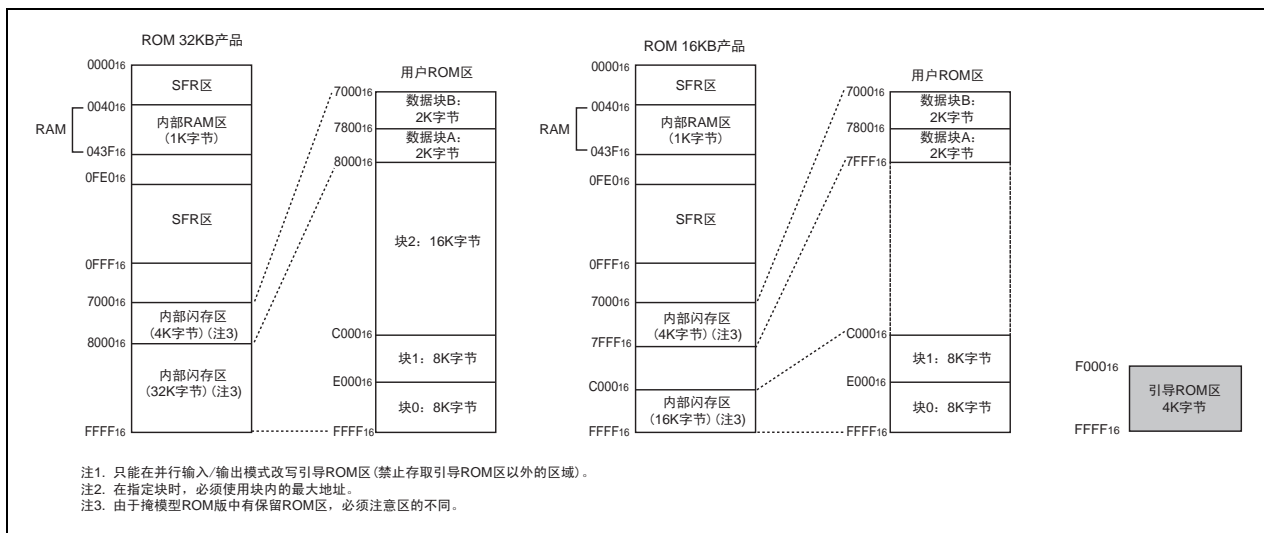 ROM 32KB产品
000016
SFR区
004016
RAM
内部RAM区
(1K字节)
043F16
0FE016
SFR区
0FFF16
700016
内部闪存区
(4K字节)(注3)
800016
内部闪存区
(32K字节)(注3)
FFFF16
用户ROM区
700016
数据块B：
2K字节
780016
数据块A：
2K字节
800016
块2：16K字节
C00016
块1：8K字节
E00016
块0：8K字节
FFFF16
ROM 16KB产品
000016
SFR区
004016
RAM
内部RAM区
(1K字节)
043F16
0FE016
SFR区
0FFF16
700016
内部闪存区
(4K字节)(注3)
7FFF16
C00016
内部闪存区
(16K字节)(注3)
FFFF16
用户ROM区
700016
数据块B：
2K字节
780016
数据块A：
2K字节
7FFF16
C00016
块1：8K字节
E00016
块0：8K字节
FFFF16
F00016
引导ROM区
4K字节
FFFF16
注1. 只能在并行输入/输出模式改写引导ROM区(禁止存取引导ROM区以外的区域)。
注2. 在指定块时，必须使用块内的最大地址。
注3. 由于掩模型ROM版中有保留ROM区，必须注意区的不同。